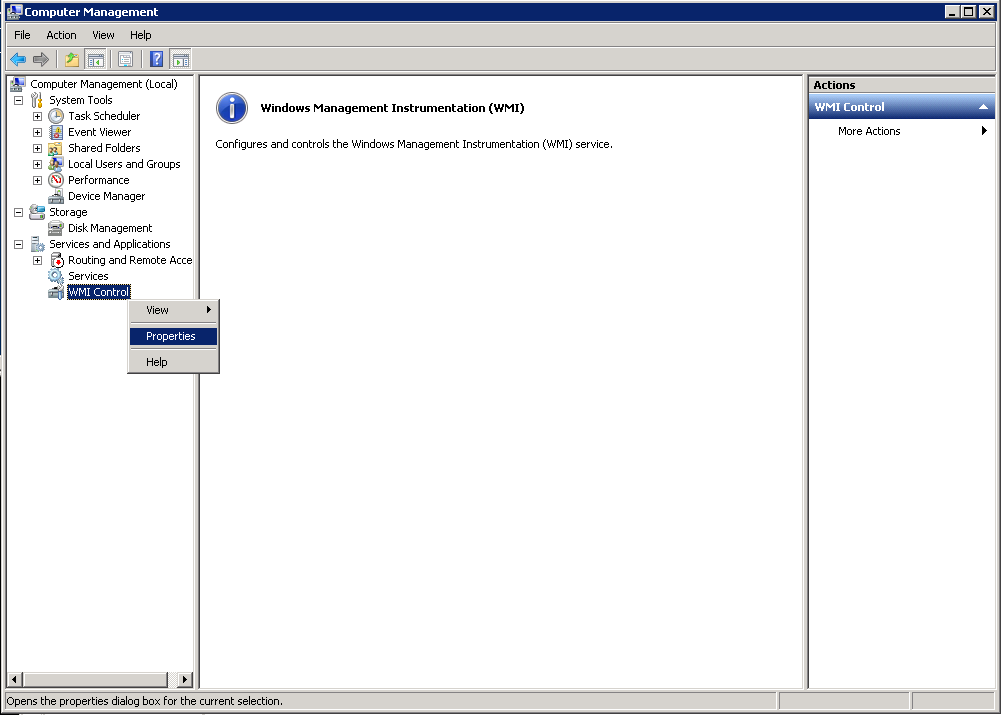 Computer Management
File Action View Help
Computer Management (Local)
System Tools
Task Scheduler
Event Viewer
Shared Folders
Local Users and Groups
Performance
Device Manager
Storage
Disk Management
Services and Applications
Routing and Remote Acce
Services
WMI Control
View
Properties
Help
Windows Management Instrumentation (WMI)
Configures and controls the Windows Management Instrumentation (WMI) service.
Actions
WMI Control
More Actions
Opens the properties dialog box for the current selection.